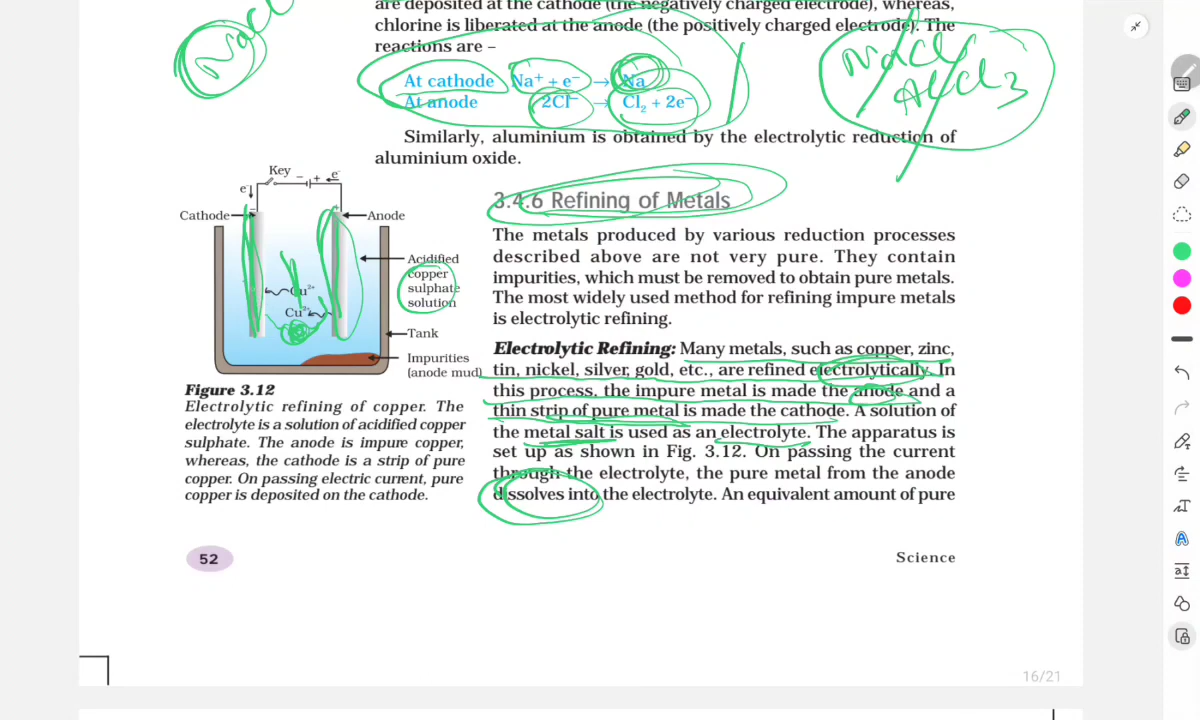 are deposited at the cathode (the negatively charged electrode), whereas,
chlorine is liberated at the anode (the positively charged electrode). The
reactions are –
At cathode Na⁺ + e⁻ → Na
At anode 2Cl⁻ → Cl₂ + 2e⁻
Similarly, aluminium is obtained by the electrolytic reduction of
aluminium oxide.
NaCl
AlCl3
Key
− +
e⁻
e⁻
Cathode
−
+
Anode
Acidified
copper
sulphate
solution
Cu²⁺
Cu²⁺
Tank
Impurities
(anode mud)
Figure 3.12
Electrolytic refining of copper. The
electrolyte is a solution of acidified copper
sulphate. The anode is impure copper,
whereas, the cathode is a strip of pure
copper. On passing electric current, pure
copper is deposited on the cathode.
3.4.6 Refining of Metals
The metals produced by various reduction processes
described above are not very pure. They contain
impurities, which must be removed to obtain pure metals.
The most widely used method for refining impure metals
is electrolytic refining.
Electrolytic Refining: Many metals, such as copper, zinc,
tin, nickel, silver, gold, etc., are refined electrolytically. In
this process, the impure metal is made the anode and a
thin strip of pure metal is made the cathode. A solution of
the metal salt is used as an electrolyte. The apparatus is
set up as shown in Fig. 3.12. On passing the current
through the electrolyte, the pure metal from the anode
dissolves into the electrolyte. An equivalent amount of pure
52
Science
16/21